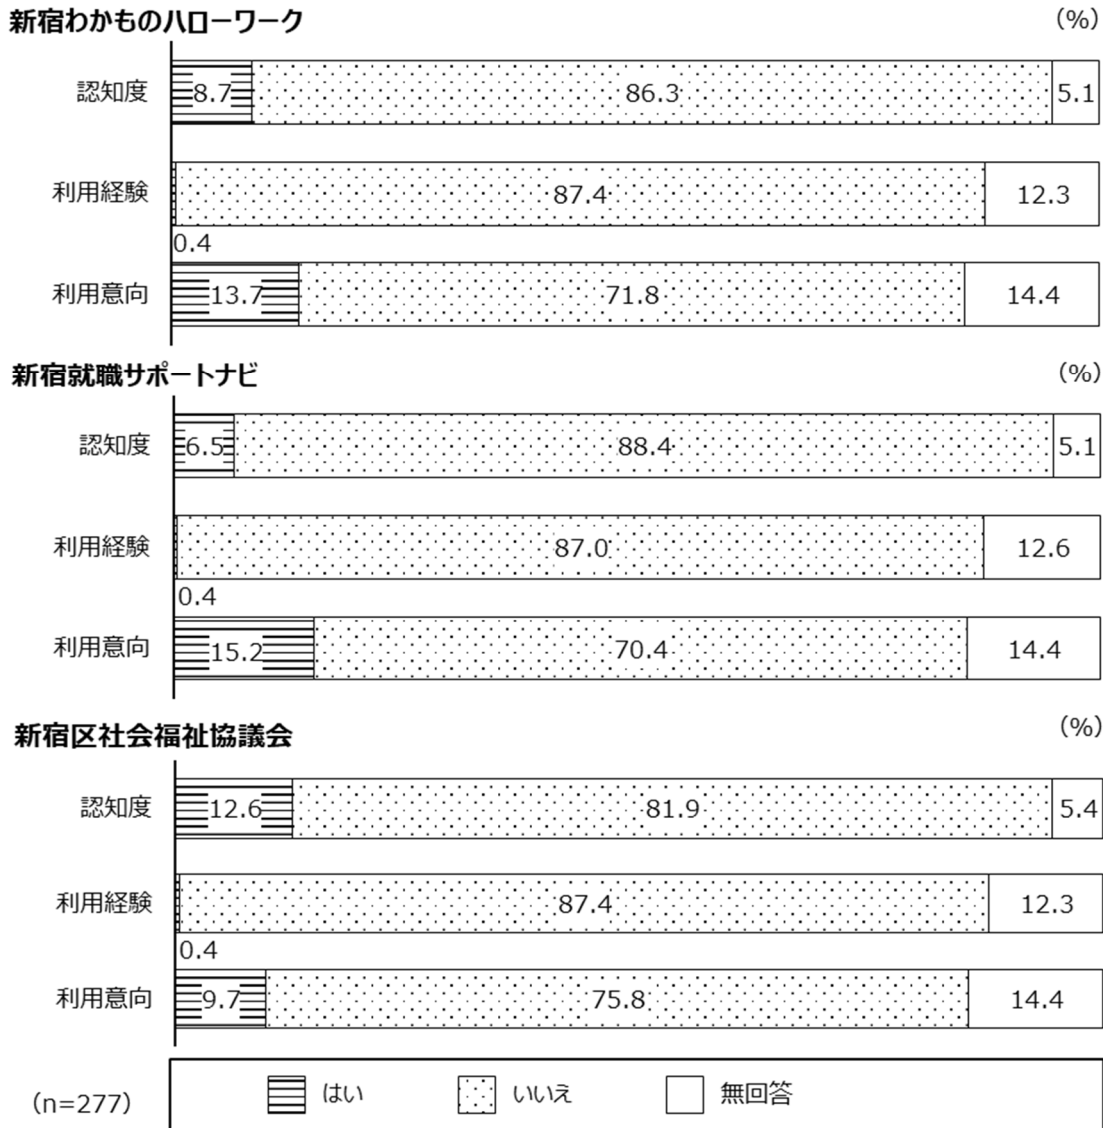 新宿わかものハローワーク (%)
認知度 8.7 86.3 5.1
利用経験 87.4 12.3
0.4
利用意向 13.7 71.8 14.4
新宿就職サポートナビ (%)
認知度 6.5 88.4 5.1
利用経験 87.0 12.6
0.4
利用意向 15.2 70.4 14.4
新宿区社会福祉協議会 (%)
認知度 12.6 81.9 5.4
利用経験 87.4 12.3
0.4
利用意向 9.7 75.8 14.4
(n=277) はい いいえ 無回答